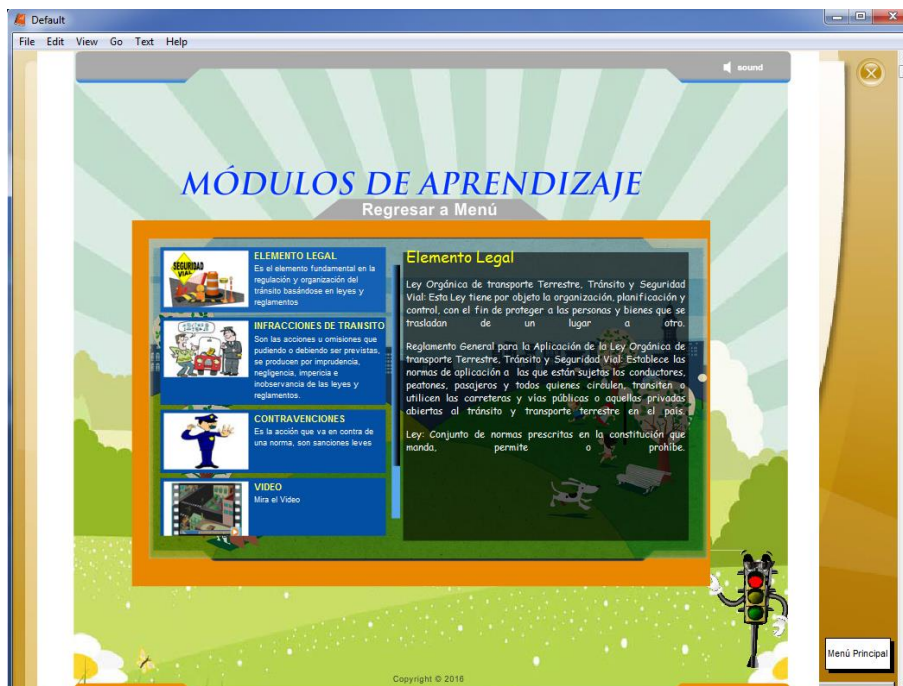 Default
File Edit View Go Text Help
sound
MÓDULOS DE APRENDIZAJE
Regresar a Menú
SEGURIDAD
VIAL
ELEMENTO LEGAL
Es el elemento fundamental en la
regulación y organización del
tránsito basándose en leyes y
reglamentos
INFRACCIONES DE TRANSITO
Son las acciones u omisiones que
pudiendo o debiendo ser previstas,
se producen por imprudencia,
negligencia, impericia e
inobservancia de las leyes y
reglamentos.
CONTRAVENCIONES
Es la acción que va en contra de
una norma, son sanciones leves
VIDEO
Mira el Video
Elemento Legal
Ley Orgánica de transporte Terrestre, Tránsito y Seguridad
Vial: Esta Ley tiene por objeto la organización, planificación y
control, con el fin de proteger a las personas y bienes que se
trasladan de un lugar a otro.
Reglamento General para la Aplicación de la Ley Orgánica de
transporte Terrestre, Tránsito y Seguridad Vial: Establece las
normas de aplicación a las que están sujetas los conductores,
peatones, pasajeros y todos quienes circulen, transiten o
utilicen las carreteras y vías públicas o aquellas privadas
abiertas al tránsito y transporte terrestre en el país.
Ley: Conjunto de normas prescritas en la constitución que
manda, permite o prohíbe.
Menú Principal
Copyright © 2016